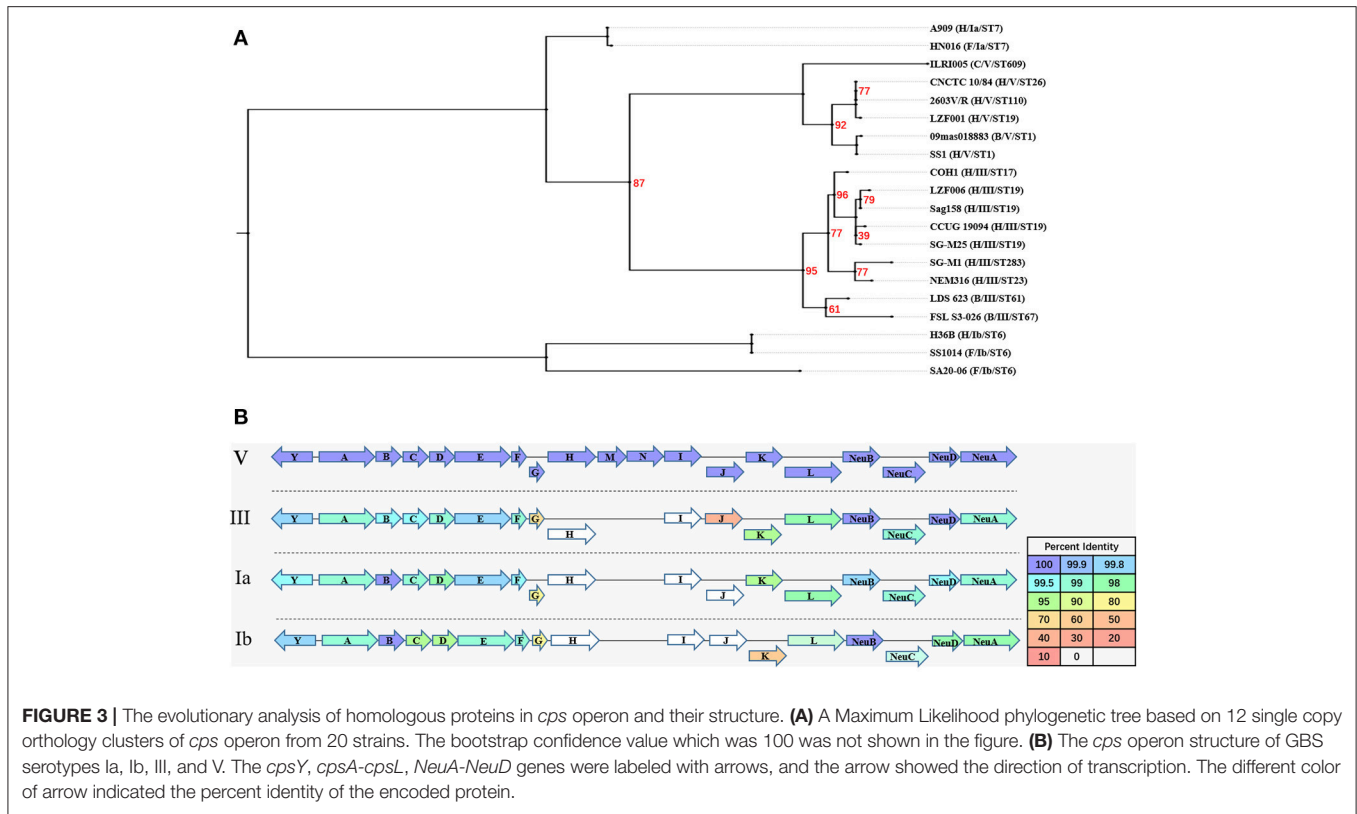 A
A909 (H/Ia/ST7)
HN016 (F/Ia/ST7)
ILRI005 (C/V/ST609)
CNCTC 10/84 (H/V/ST26)
77
2603V/R (H/V/ST110)
LZF001 (H/V/ST19)
92
09mas018883 (B/V/ST1)
SS1 (H/V/ST1)
COH1 (H/III/ST17)
87
96
LZF006 (H/III/ST19)
79
Sag158 (H/III/ST19)
CCUG 19094 (H/III/ST19)
77
39
SG-M25 (H/III/ST19)
SG-M1 (H/III/ST283)
95
77
NEM316 (H/III/ST23)
LDS 623 (B/III/ST61)
61
FSL S3-026 (B/III/ST67)
H36B (H/Ib/ST6)
SS1014 (F/Ib/ST6)
SA20-06 (F/Ib/ST6)
B
V Y A B C D E F G H M N I J K L NeuB NeuC NeuD NeuA
III Y A B C D E F G H I J K L NeuB NeuC NeuD NeuA
Ia Y A B C D E F G H I J K L NeuB NeuC NeuD NeuA
Ib Y A B C D E F G H I J K L NeuB NeuC NeuD NeuA
Percent Identity
100 99.9 99.8
99.5 99 98
95 90 80
70 60 50
40 30 20
10 0
FIGURE 3 | The evolutionary analysis of homologous proteins in cps operon and their structure. (A) A Maximum Likelihood phylogenetic tree based on 12 single copy
orthology clusters of cps operon from 20 strains. The bootstrap confidence value which was 100 was not shown in the figure. (B) The cps operon structure of GBS
serotypes Ia, Ib, III, and V. The cpsY, cpsA-cpsL, NeuA-NeuD genes were labeled with arrows, and the arrow showed the direction of transcription. The different color
of arrow indicated the percent identity of the encoded protein.